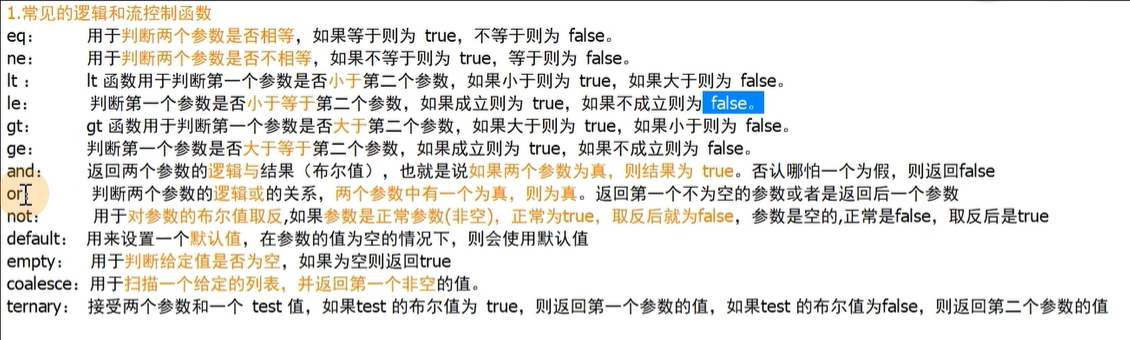 1.常见的逻辑和流控制函数
eq： 用于判断两个参数是否相等，如果等于则为 true，不等于则为 false。
ne： 用于判断两个参数是否不相等，如果不等于则为 true，等于则为 false。
lt： lt 函数用于判断第一个参数是否小于第二个参数，如果小于则为 true，如果大于则为 false。
le： 判断第一个参数是否小于等于第二个参数，如果成立则为 true，如果不成立则为 false。
gt： gt 函数用于判断第一个参数是否大于第二个参数，如果大于则为 true，如果小于则为 false。
ge： 判断第一个参数是否大于等于第二个参数，如果成立则为 true，如果不成立则为 false。
and： 返回两个参数的逻辑与结果（布尔值），也就是说如果两个参数为真，则结果为 true。否认哪怕一个为假，则返回false
or： 判断两个参数的逻辑或的关系，两个参数中有一个为真，则为真。返回第一个不为空的参数或者是返回后一个参数
not： 用于对参数的布尔值取反,如果参数是正常参数(非空)，正常为true，取反后就为false，参数是空的,正常是false，取反后是true
default： 用来设置一个默认值，在参数的值为空的情况下，则会使用默认值
empty： 用于判断给定值是否为空，如果为空则返回true
coalesce：用于扫描一个给定的列表，并返回第一个非空的值。
ternary： 接受两个参数和一个 test 值，如果test 的布尔值为 true，则返回第一个参数的值，如果test 的布尔值为false，则返回第二个参数的值